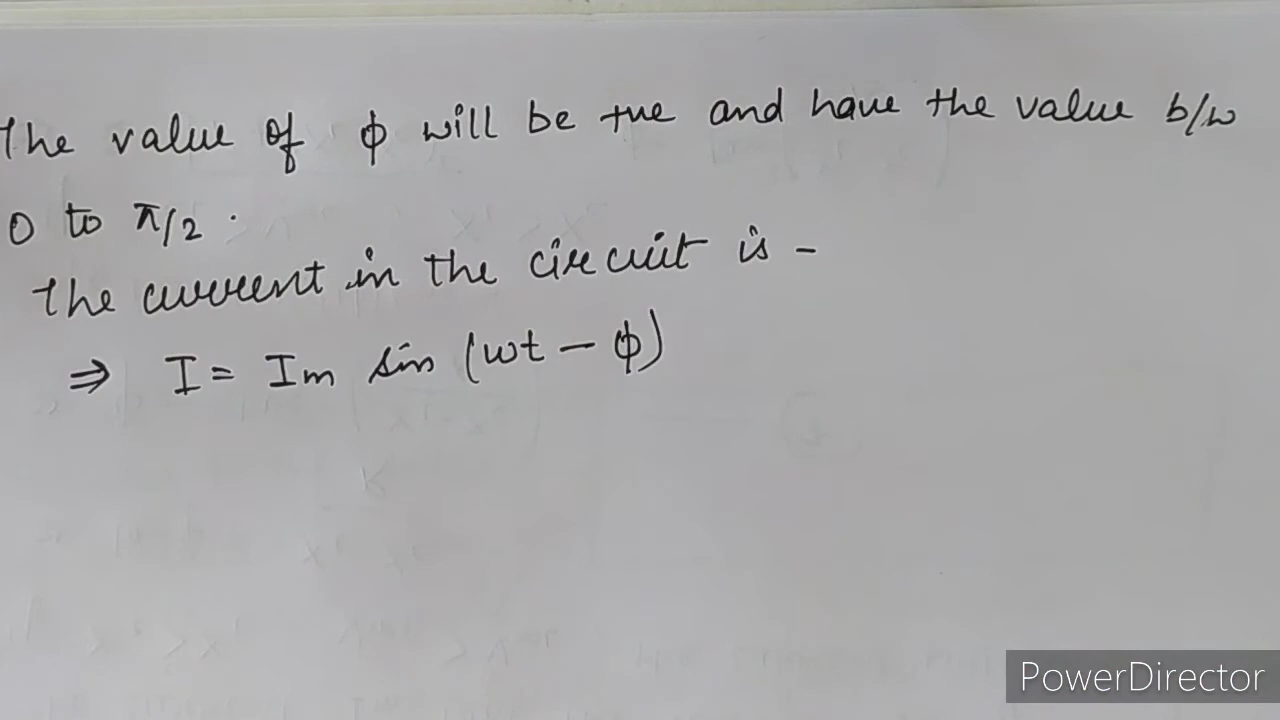 The value of φ will be +ve and have the value b/w
0 to π/2.
The current in the circuit is -
⇒ I = Im sin (wt - φ)
PowerDirector